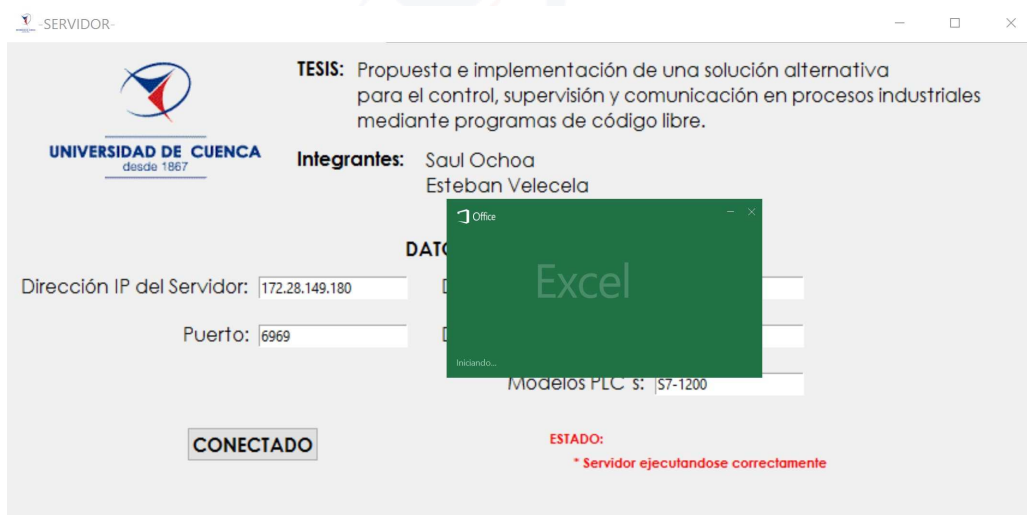 -SERVIDOR-
TESIS: Propuesta e implementación de una solución alternativa
para el control, supervisión y comunicación en procesos industriales
mediante programas de código libre.
UNIVERSIDAD DE CUENCA
desde 1867
Integrantes: Saul Ochoa
Esteban Velecela
Office
Excel
Iniciando...
Dirección IP del Servidor: 172.28.149.180
Puerto: 6969
Modelos PLC´s: S7-1200
CONECTADO
ESTADO:
* Servidor ejecutandose correctamente